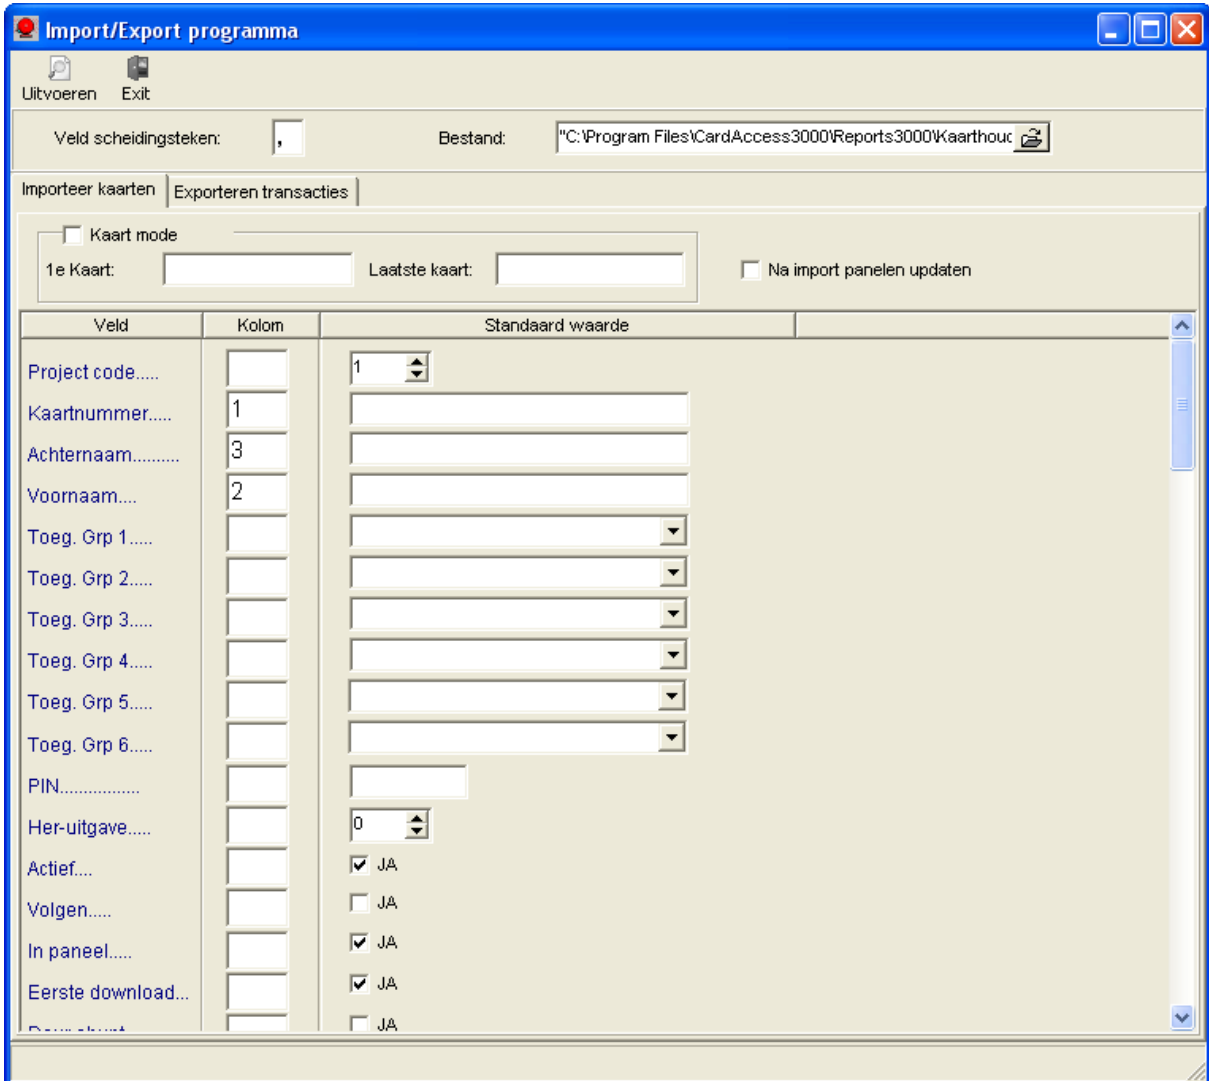 Import/Export programma
Uitvoeren Exit
Veld scheidingsteken: , Bestand: "C:\Program Files\CardAccess3000\Reports3000\Kaarthouc
Importeer kaarten Exporteren transacties
Kaart mode
1e Kaart: Laatste kaart: Na import panelen updaten
Veld Kolom Standaard waarde
Project code..... 1
Kaartnummer..... 1
Achternaam.......... 3
Voornaam.... 2
Toeg. Grp 1.....
Toeg. Grp 2.....
Toeg. Grp 3.....
Toeg. Grp 4.....
Toeg. Grp 5.....
Toeg. Grp 6.....
PIN.................
Her-uitgave..... 0
Actief.... JA
Volgen..... JA
In paneel..... JA
Eerste download... JA
JA